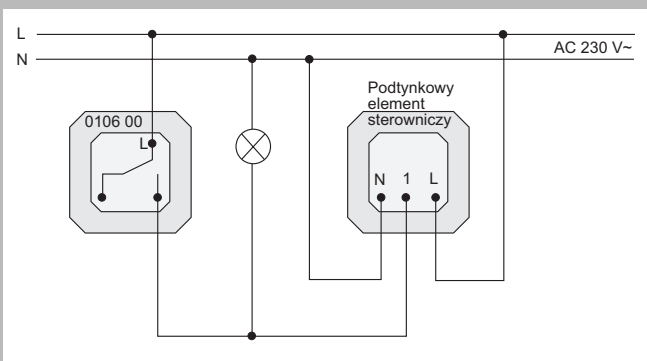 L
N
AC 230 V~
Podtynkowy
element
sterowniczy
0106 00
L
N 1 L